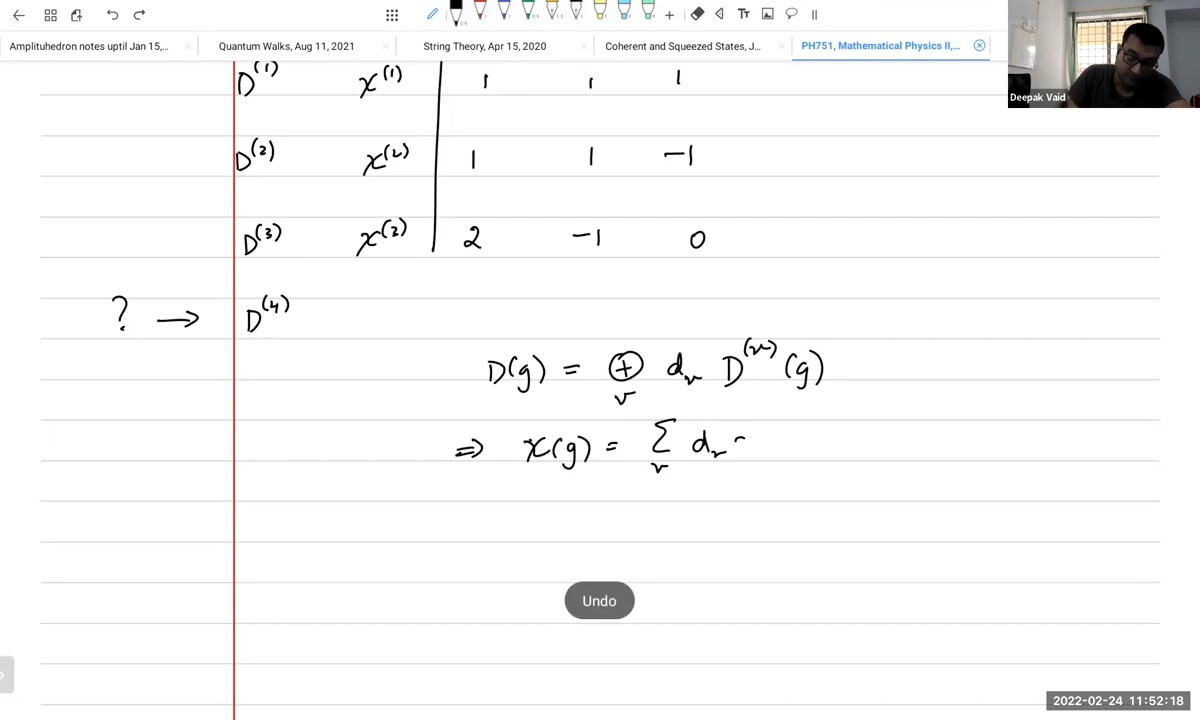 Amplituhedron notes uptil Jan 15,...
Quantum Walks, Aug 11, 2021
String Theory, Apr 15, 2020
Coherent and Squeezed States, J...
PH751, Mathematical Physics II,...
Deepak Vaid
D⁽¹⁾ χ⁽¹⁾ 1 1 1
D⁽²⁾ χ⁽²⁾ 1 1 -1
D⁽³⁾ χ⁽³⁾ 2 -1 0
? → D⁽⁴⁾
D(g) = ⊕_ν d_ν D⁽ν⁾(g)
⇒ χ(g) = Σ_ν d_ν
Undo
2022-02-24 11:52:18